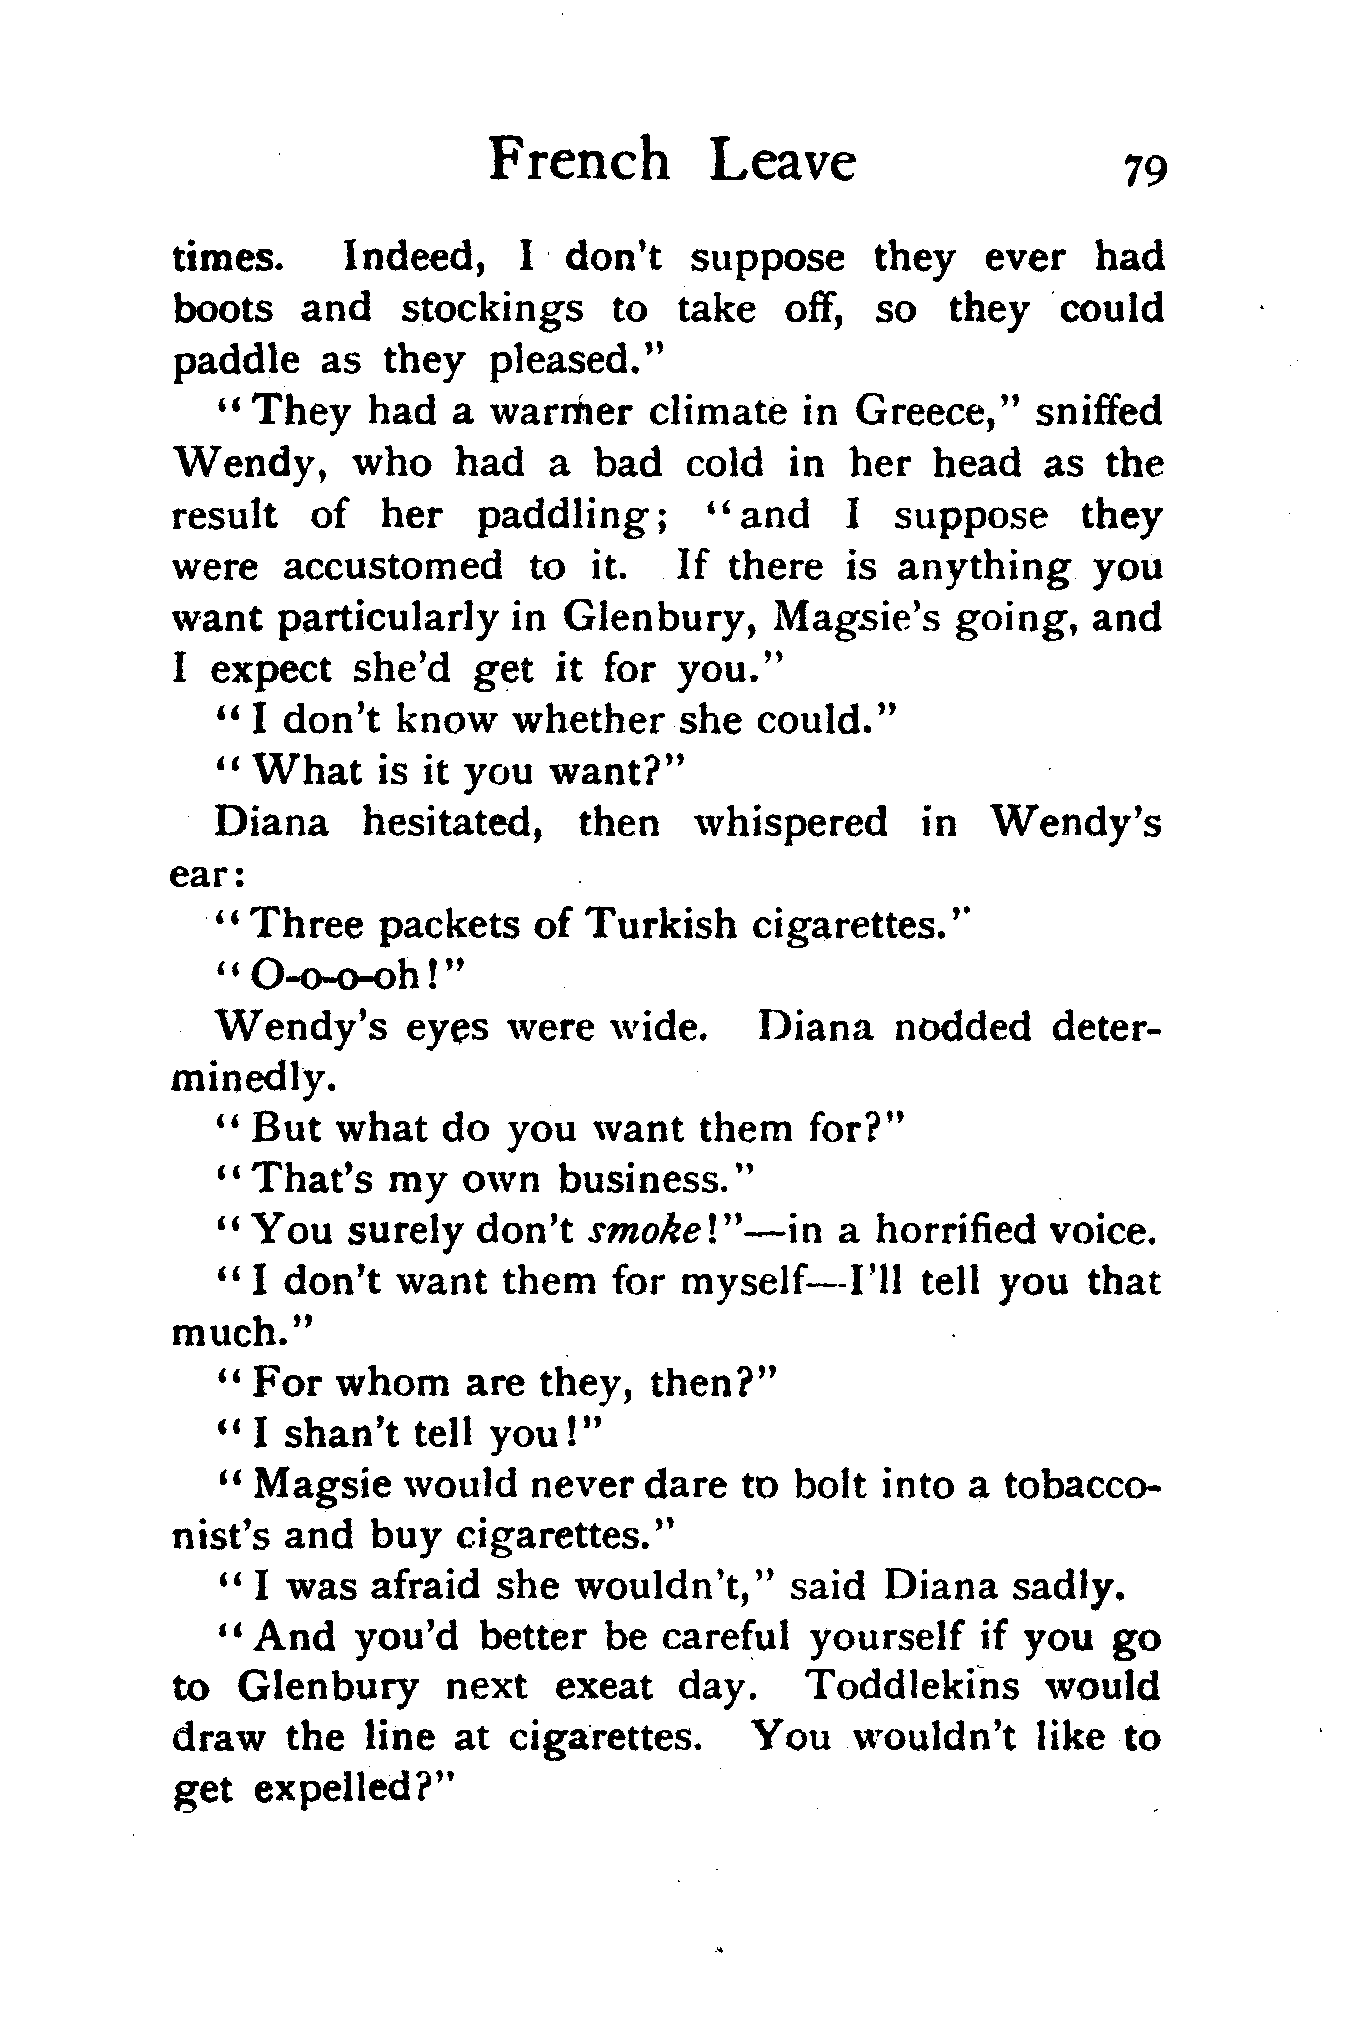 French Leave 79
times. Indeed, I don't suppose they ever had
boots and stockings to take off, so they could
paddle as they pleased."
"They had a warmer climate in Greece," sniffed
Wendy, who had a bad cold in her head as the
result of her paddling; "and I suppose they
were accustomed to it. If there is anything you
want particularly in Glenbury, Magsie's going, and
I expect she'd get it for you."
"I don't know whether she could."
"What is it you want?"
Diana hesitated, then whispered in Wendy's
ear:
"Three packets of Turkish cigarettes."
"O-o-o-oh!"
Wendy's eyes were wide. Diana nodded deter-
minedly.
"But what do you want them for?"
"That's my own business."
"You surely don't smoke!"—in a horrified voice.
"I don't want them for myself—I'll tell you that
much."
"For whom are they, then?"
"I shan't tell you!"
"Magsie would never dare to bolt into a tobacco-
nist's and buy cigarettes."
"I was afraid she wouldn't," said Diana sadly.
"And you'd better be careful yourself if you go
to Glenbury next exeat day. Toddlekins would
draw the line at cigarettes. You wouldn't like to
get expelled?"